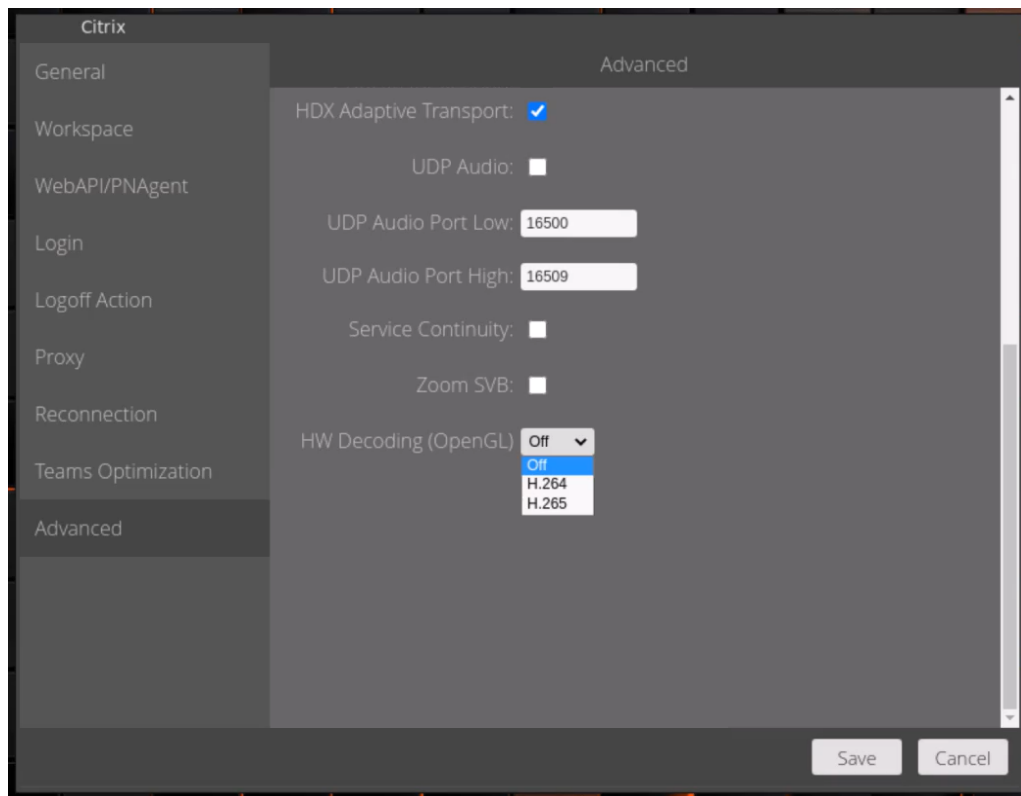 Citrix
General
Workspace
WebAPI/PNAgent
Login
Logoff Action
Proxy
Reconnection
Teams Optimization
Advanced
Advanced
HDX Adaptive Transport:
UDP Audio:
UDP Audio Port Low: 16500
UDP Audio Port High: 16509
Service Continuity:
Zoom SVB:
HW Decoding (OpenGL) Off
Off
H.264
H.265
Save Cancel